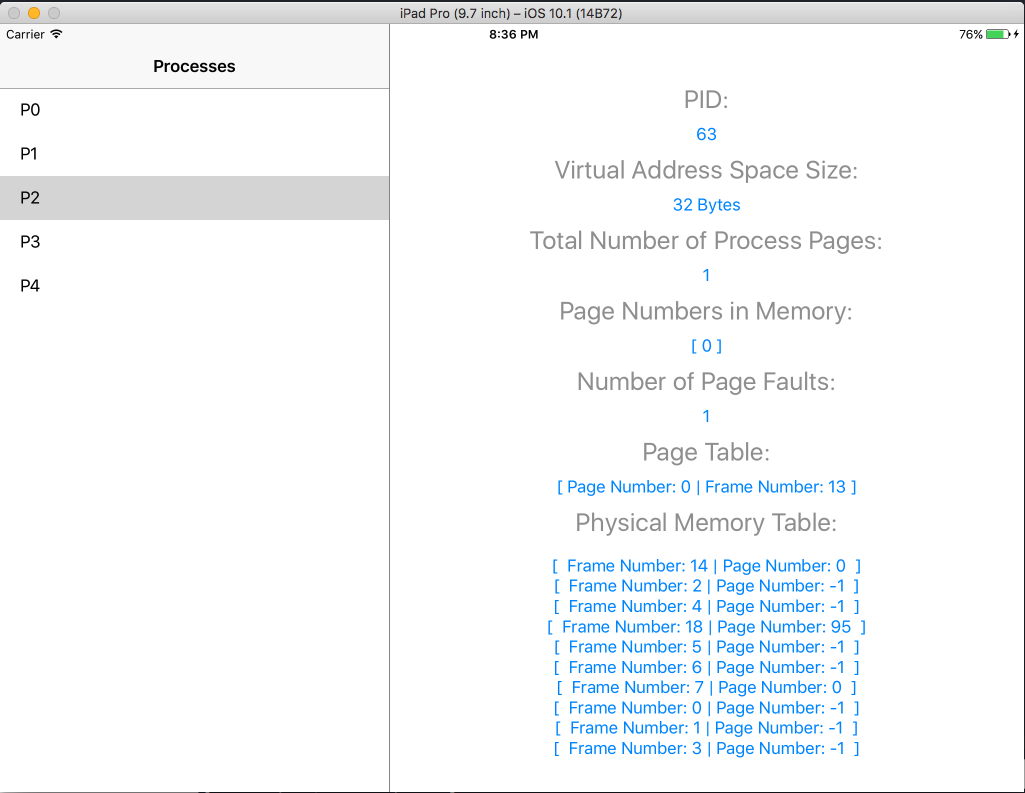 iPad Pro (9.7 inch) – iOS 10.1 (14B72)
Carrier 8:36 PM 76%
Processes
P0
P1
P2
P3
P4
PID:
63
Virtual Address Space Size:
32 Bytes
Total Number of Process Pages:
1
Page Numbers in Memory:
[ 0 ]
Number of Page Faults:
1
Page Table:
[ Page Number: 0 | Frame Number: 13 ]
Physical Memory Table:
[ Frame Number: 14 | Page Number: 0 ]
[ Frame Number: 2 | Page Number: -1 ]
[ Frame Number: 4 | Page Number: -1 ]
[ Frame Number: 18 | Page Number: 95 ]
[ Frame Number: 5 | Page Number: -1 ]
[ Frame Number: 6 | Page Number: -1 ]
[ Frame Number: 7 | Page Number: 0 ]
[ Frame Number: 0 | Page Number: -1 ]
[ Frame Number: 1 | Page Number: -1 ]
[ Frame Number: 3 | Page Number: -1 ]